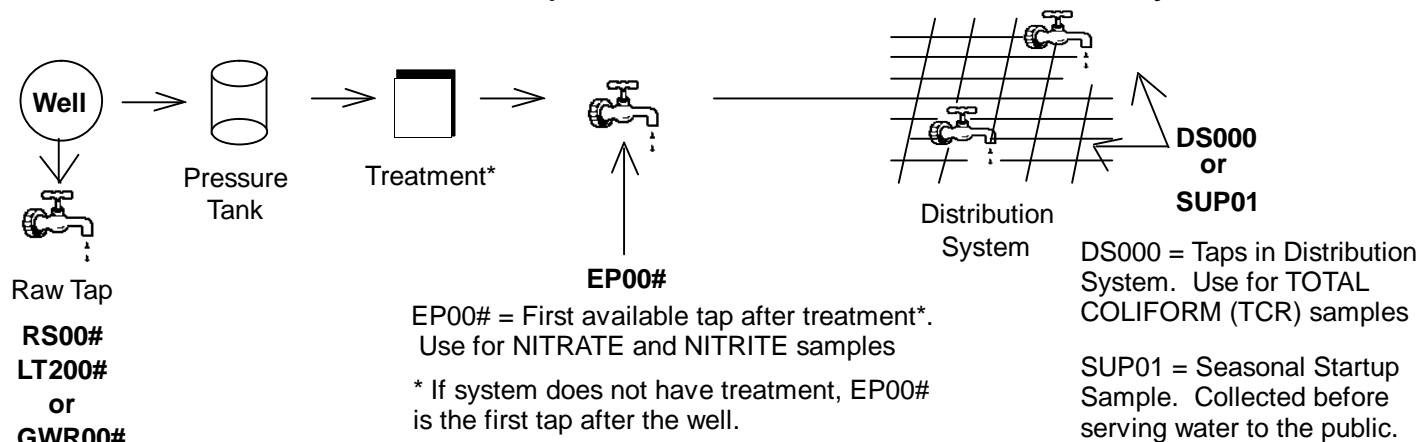 Well
Pressure
Tank
Treatment*
Raw Tap
RS00#
LT200#
or
GWR00#
EP00#
EP00# = First available tap after treatment*.
Use for NITRATE and NITRITE samples
* If system does not have treatment, EP00#
is the first tap after the well.
Distribution
System
DS000
or
SUP01
DS000 = Taps in Distribution
System.  Use for TOTAL
COLIFORM (TCR) samples
SUP01 = Seasonal Startup
Sample.  Collected before
serving water to the public.